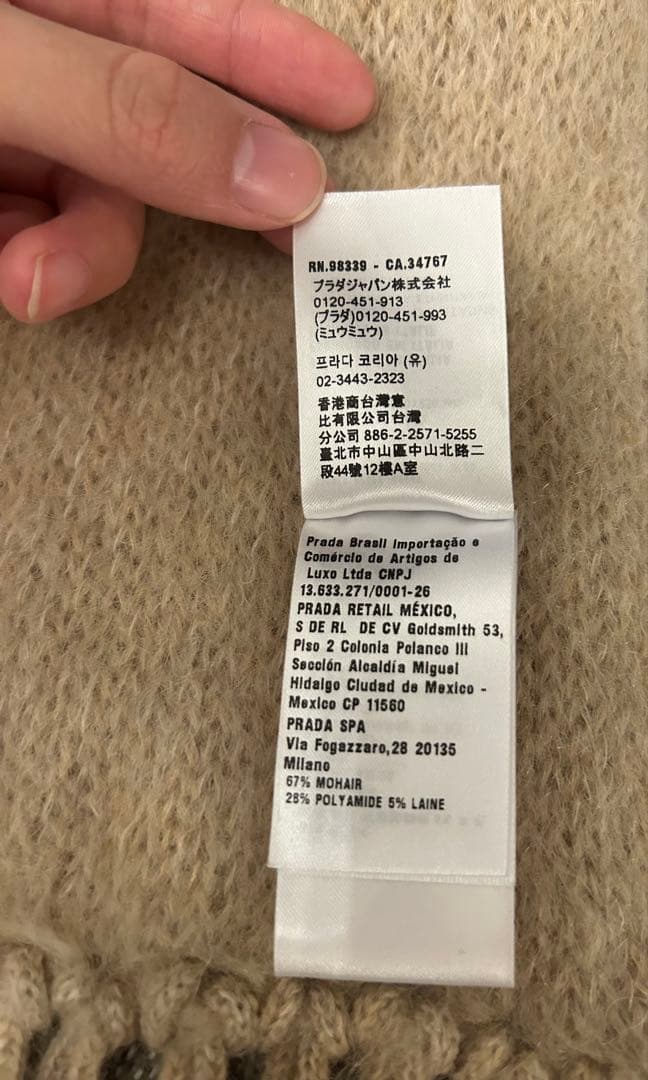 RN.98339 - CA.34767
プラダジャパン株式会社
0120-451-913
(プラダ)0120-451-993
(ミュウミュウ)
프라다 코리아 (유)
02-3443-2323
香港商台灣意
比有限公司台灣
分公司 886-2-2571-5255
臺北市中山區中山北路二
段44號12樓A室
Prada Brasil Importação e
Comércio de Artigos de
Luxo Ltda CNPJ
13.633.271/0001-26
PRADA RETAIL MÉXICO,
S DE RL DE CV Goldsmith 53,
Piso 2 Colonia Polanco III
Sección Alcaldía Miguel
Hidalgo Ciudad de Mexico -
Mexico CP 11560
PRADA SPA
Via Fogazzaro,28 20135
Milano
67% MOHAIR
28% POLYAMIDE 5% LAINE